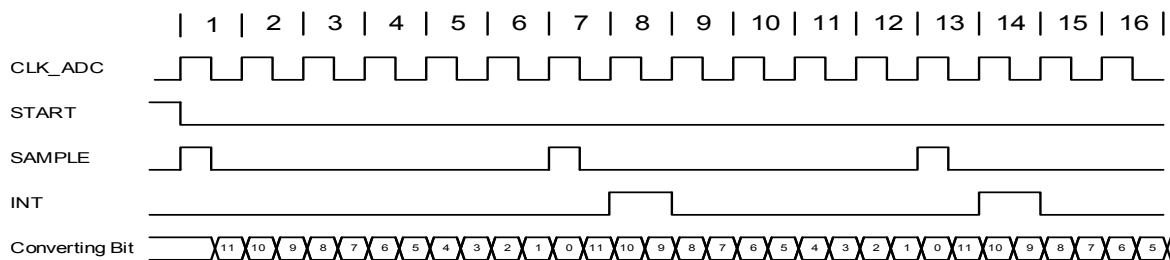 1 2 3 4 5 6 7 8 9 10 11 12 13 14 15 16
CLK_ADC
START
SAMPLE
INT
Converting Bit 11 10 9 8 7 6 5 4 3 2 1 0 11 10 9 8 7 6 5 4 3 2 1 0 11 10 9 8 7 6 5